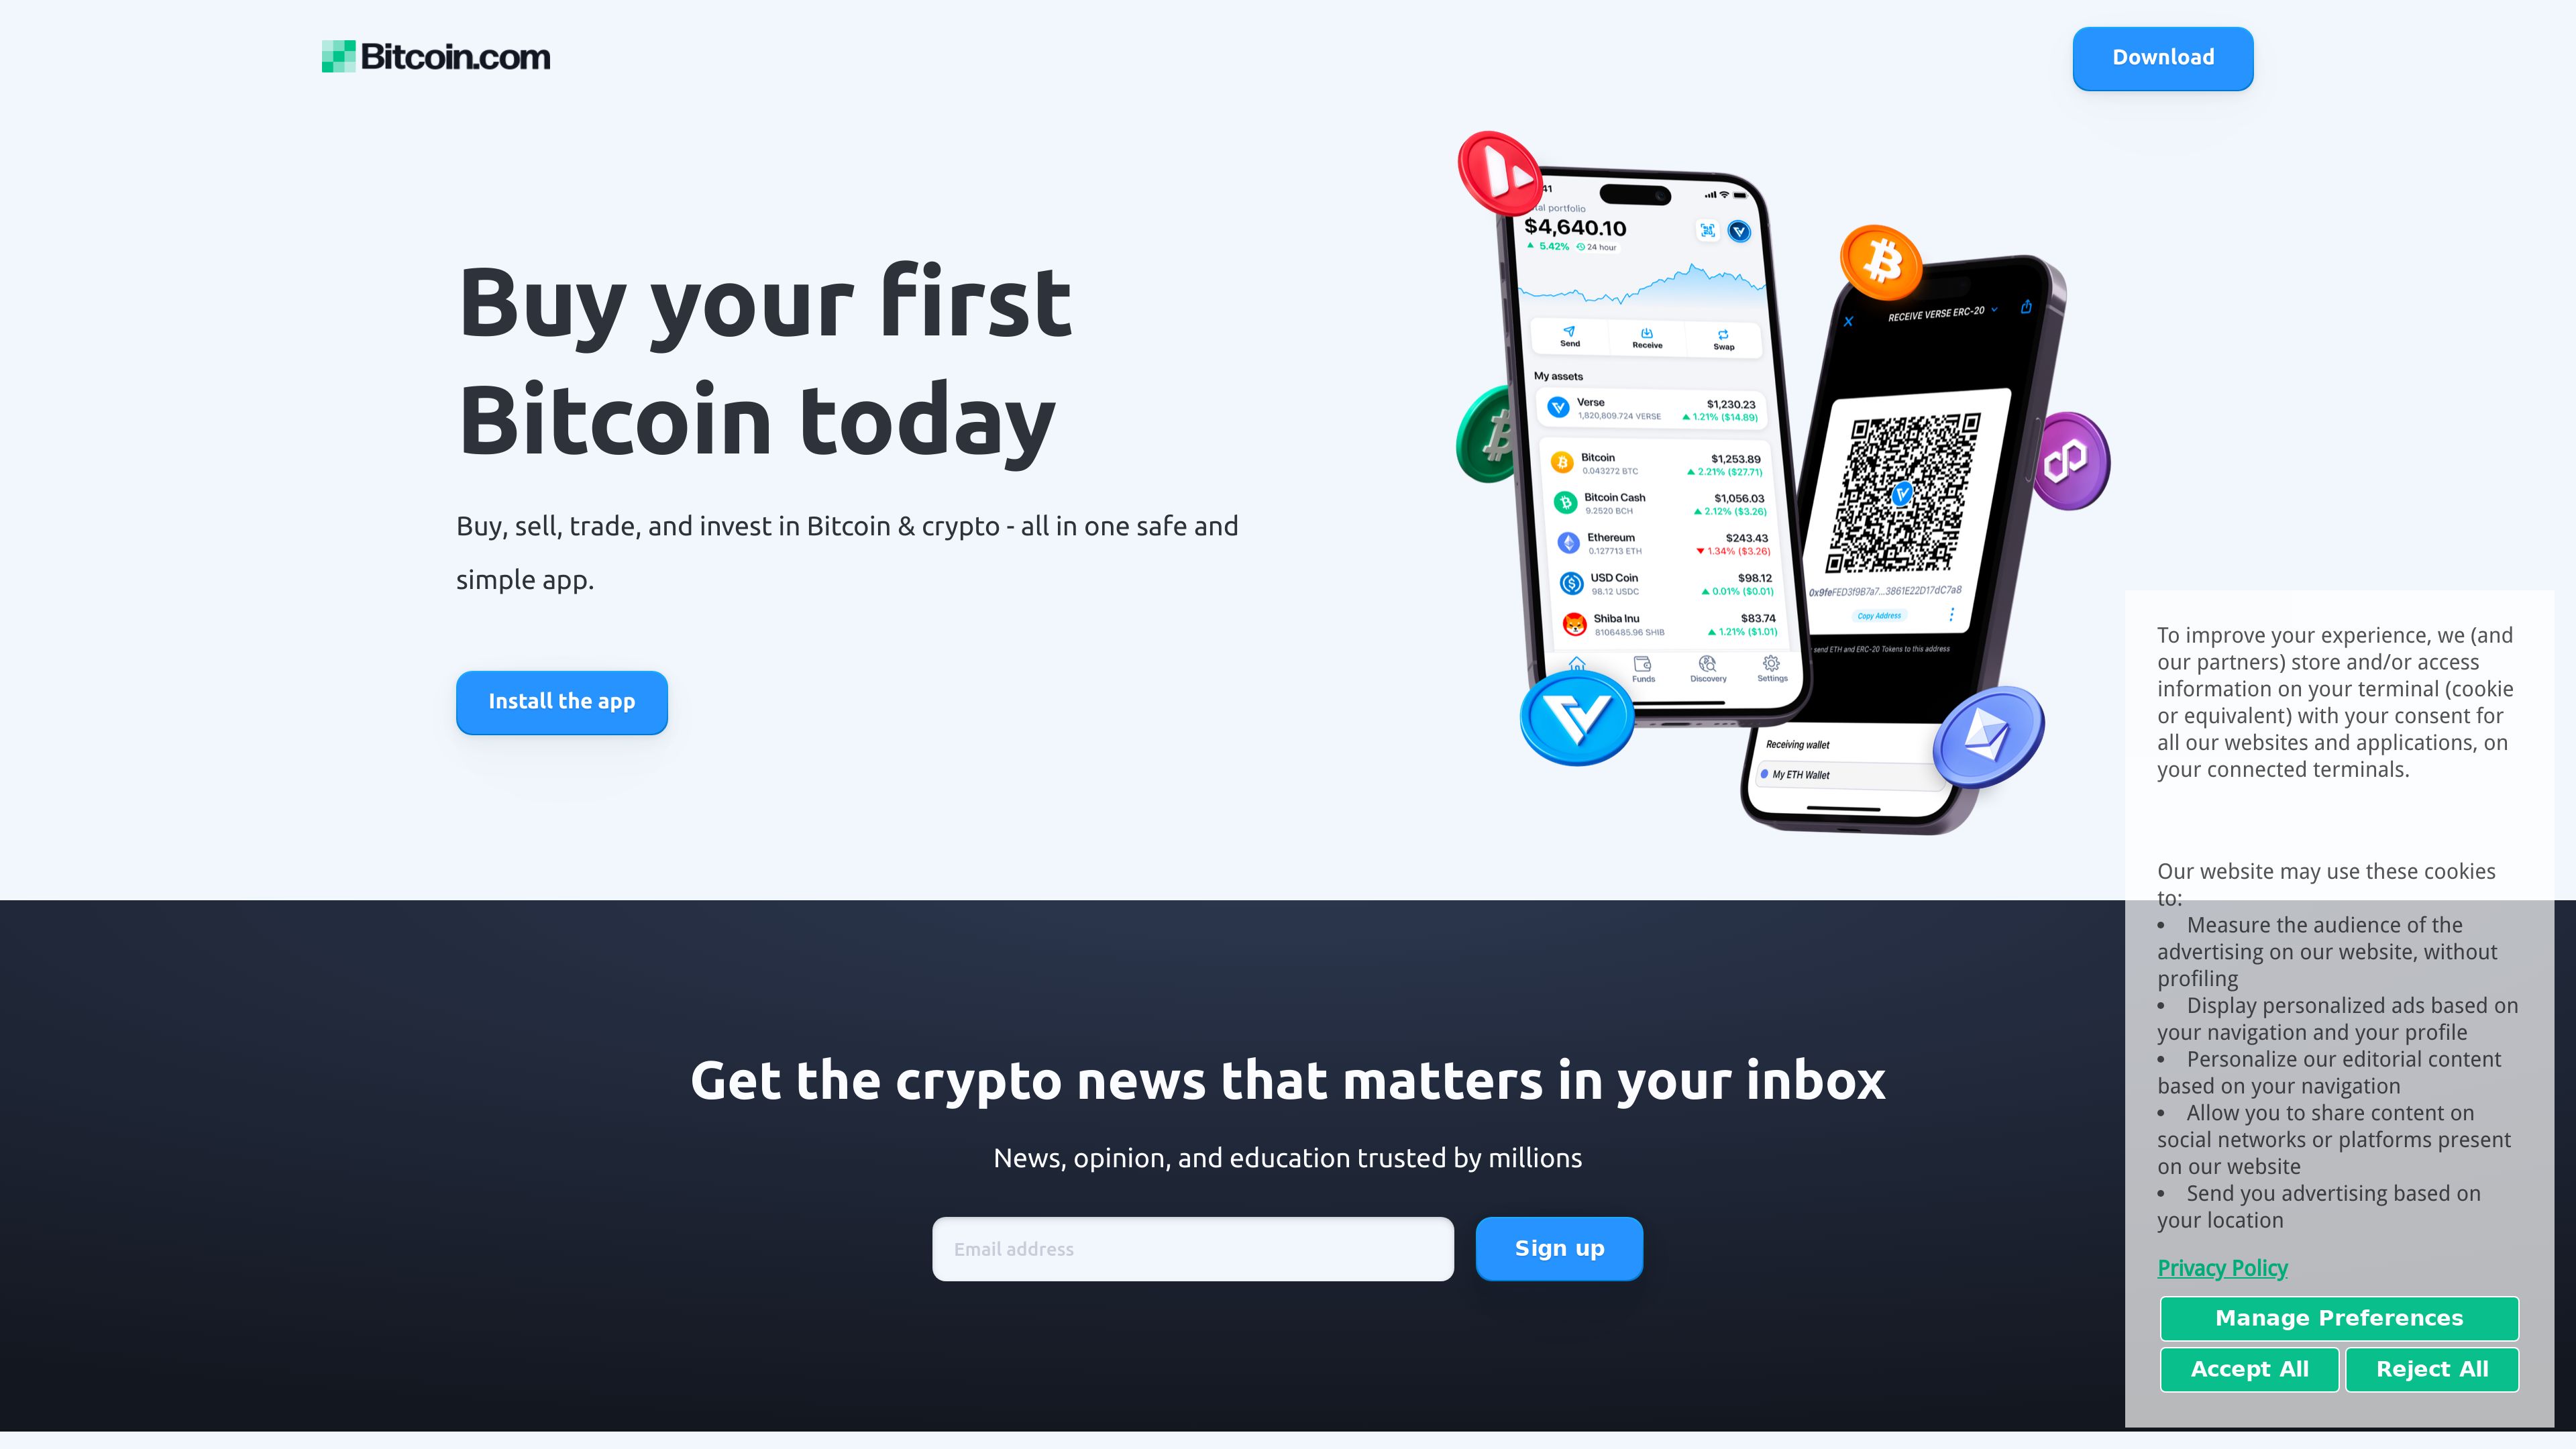 Bitcoin.com
Download
Buy your first
Bitcoin today
Buy, sell, trade, and invest in Bitcoin & crypto - all in one safe and
simple app.
Install the app
41
portfolio
$4,640.10
5.42% 24 hour
Send Receive Swap
My assets
Verse $1,230.23
1,820,809.724 VERSE 1.21% ($14.89)
Bitcoin $1,253.89
0.043272 BTC 2.21% ($27.71)
Bitcoin Cash $1,056.03
9.2520 BCH 2.12% ($3.26)
Ethereum $243.43
0.127713 ETH 1.34% ($3.26)
USD Coin $98.12
98.12 USDC 0.01% ($0.01)
Shiba Inu $83.74
8106485.96 SHIB 1.21% ($1.01)
Funds Discovery Settings
RECEIVE VERSE ERC-20
0x9feFED3f9B7a7...3861E22D17dC7a8
Copy Address
send ETH and ERC-20 Tokens to this address
Receiving wallet
My ETH Wallet
Get the crypto news that matters in your inbox
News, opinion, and education trusted by millions
Email address
Sign up
To improve your experience, we (and
our partners) store and/or access
information on your terminal (cookie
or equivalent) with your consent for
all our websites and applications, on
your connected terminals.
Our website may use these cookies
to:
• Measure the audience of the
advertising on our website, without
profiling
• Display personalized ads based on
your navigation and your profile
• Personalize our editorial content
based on your navigation
• Allow you to share content on
social networks or platforms present
on our website
• Send you advertising based on
your location
Privacy Policy
Manage Preferences
Accept All Reject All